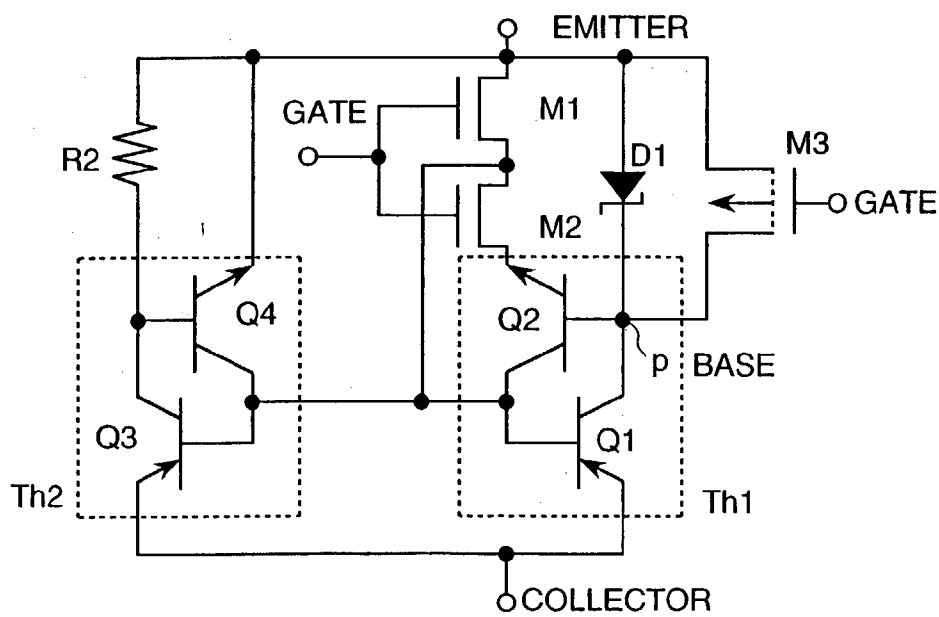 EMITTER
GATE
M1
R2
D1
M3
GATE
M2
Q4
Q2
p
BASE
Q3
Q1
Th2
Th1
COLLECTOR